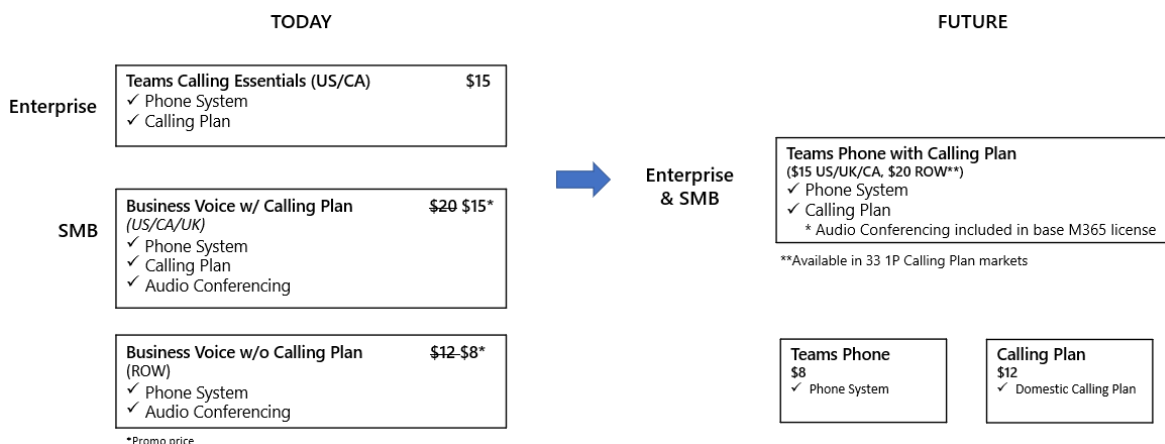 TODAY
FUTURE
Enterprise
Teams Calling Essentials (US/CA) $15
✓ Phone System
✓ Calling Plan
SMB
Business Voice w/ Calling Plan $20 $15*
(US/CA/UK)
✓ Phone System
✓ Calling Plan
✓ Audio Conferencing
Business Voice w/o Calling Plan $12 $8*
(ROW)
✓ Phone System
✓ Audio Conferencing
*Promo price
Enterprise
& SMB
Teams Phone with Calling Plan
($15 US/UK/CA, $20 ROW**)
✓ Phone System
✓ Calling Plan
* Audio Conferencing included in base M365 license
**Available in 33 1P Calling Plan markets
Teams Phone
$8
✓ Phone System
Calling Plan
$12
✓ Domestic Calling Plan